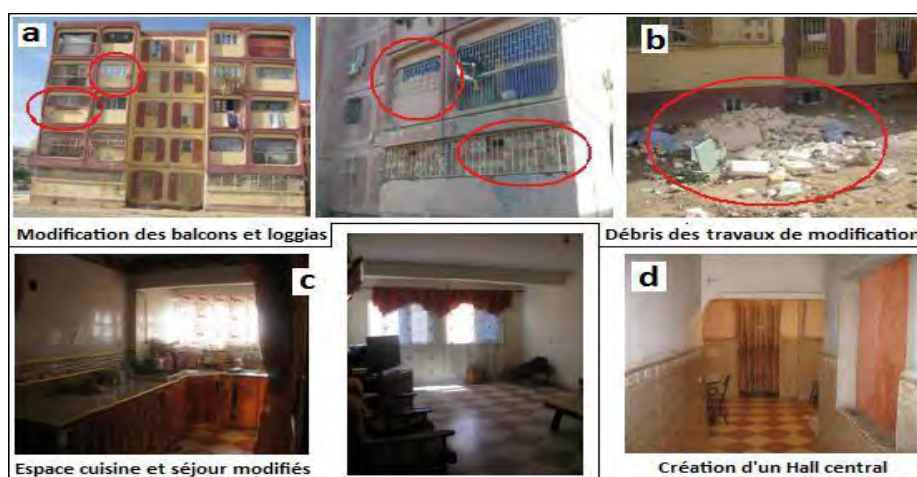 a
b
Modification des balcons et loggias
Débris des travaux de modification
c
d
Espace cuisine et séjour modifiés
Création d'un Hall central